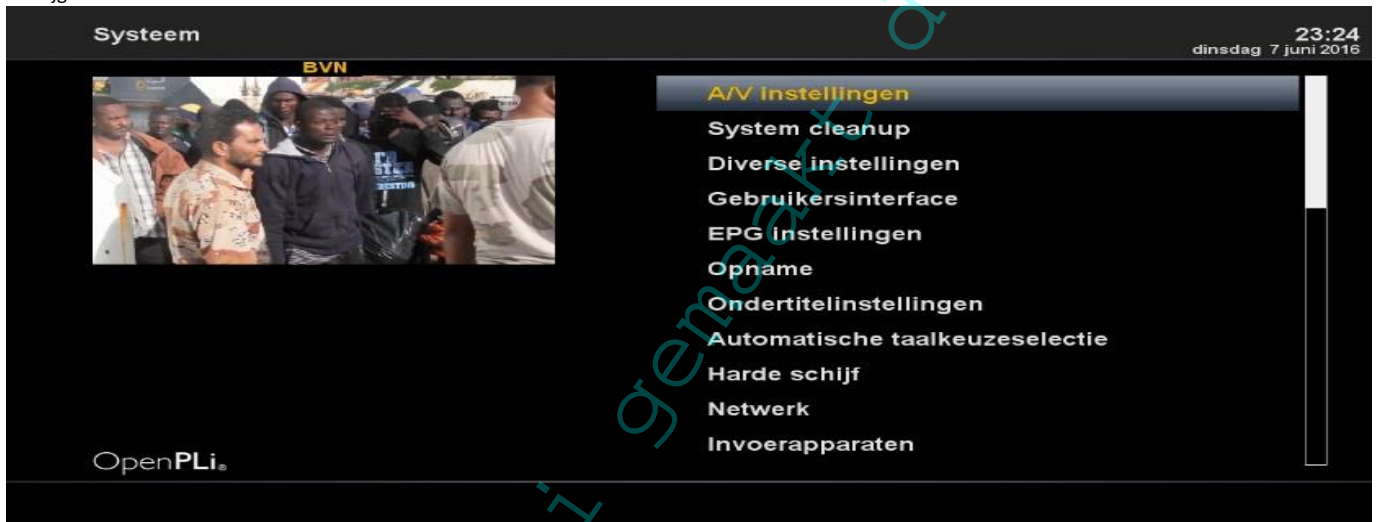 Systeem
23:24
dinsdag 7 juni 2016
BVN
A/V instellingen
System cleanup
Diverse instellingen
Gebruikersinterface
EPG instellingen
Opname
Ondertitelinstellingen
Automatische taalkeuzeselectie
Harde schijf
Netwerk
Invoerapparaten
OpenPLi®
gemaakt